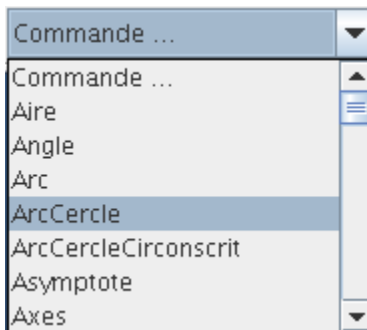 Commande ...
Commande ...
Aire
Angle
Arc
ArcCercle
ArcCercleCirconscrit
Asymptote
Axes